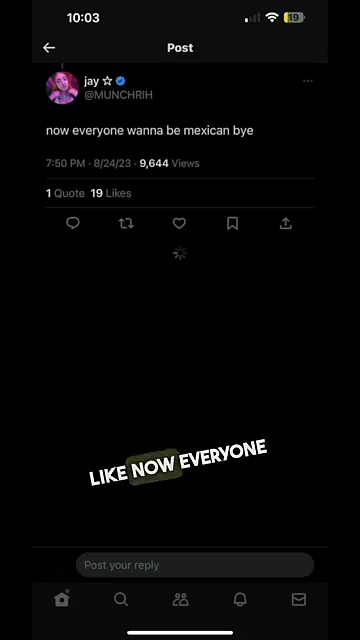 10:03
19
Post
jay ☆
@MUNCHRIH
now everyone wanna be mexican bye
7:50 PM · 8/24/23 · 9,644 Views
1 Quote 19 Likes
LIKE NOW EVERYONE
Post your reply